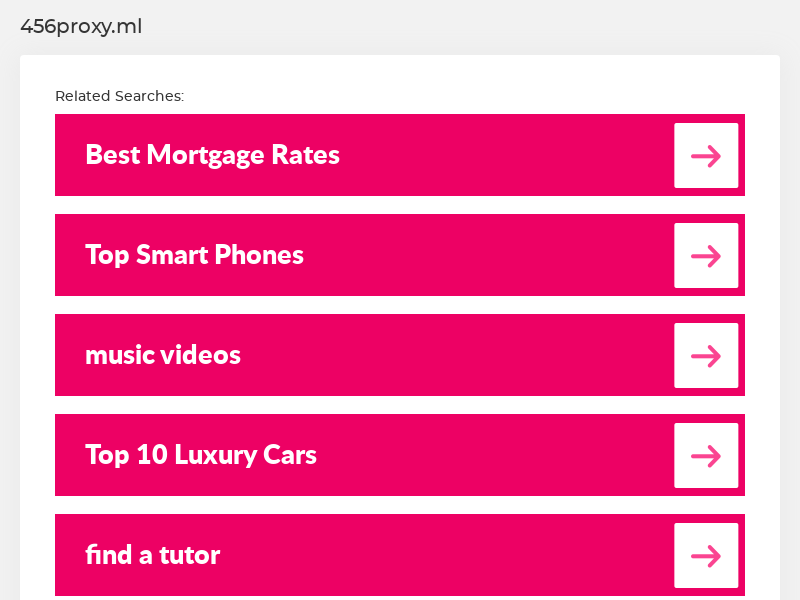 456proxy.ml
Related Searches:
Best Mortgage Rates
Top Smart Phones
music videos
Top 10 Luxury Cars
find a tutor